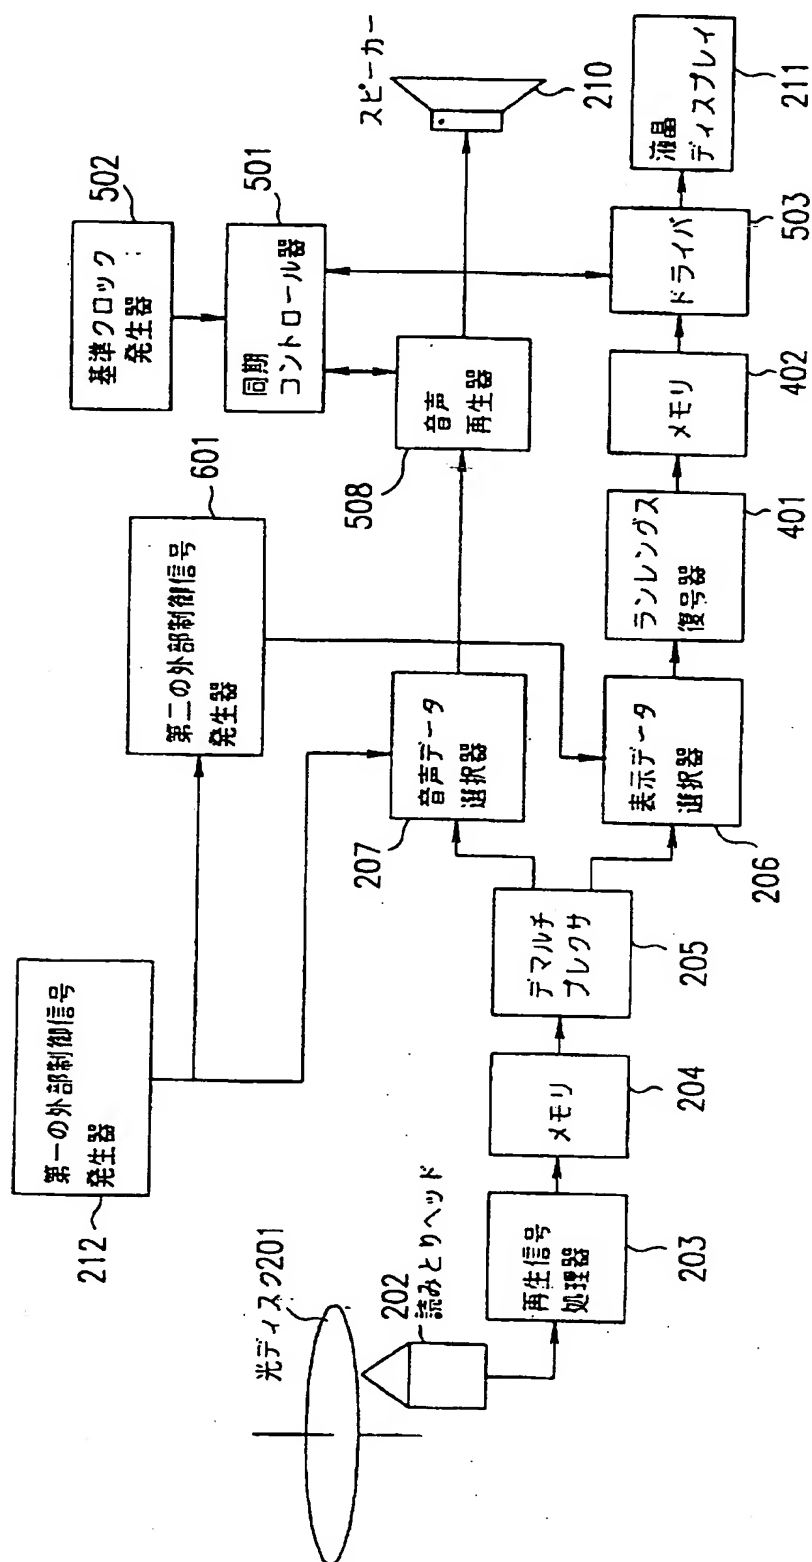 光ディスク201
202
読みとりヘッド
再生信号
処理器
203
メモリ
204
デマルチ
プレクサ
205
第一の外部制御信号
発生器
212
第二の外部制御信号
発生器
601
音声データ
選択器
207
表示データ
選択器
206
ランレングス
復号器
401
メモリ
402
音声
再生器
508
基準クロック
発生器
502
同期
コントロール器
501
ドライバ
503
スピーカー
210
液晶
ディスプレイ
211